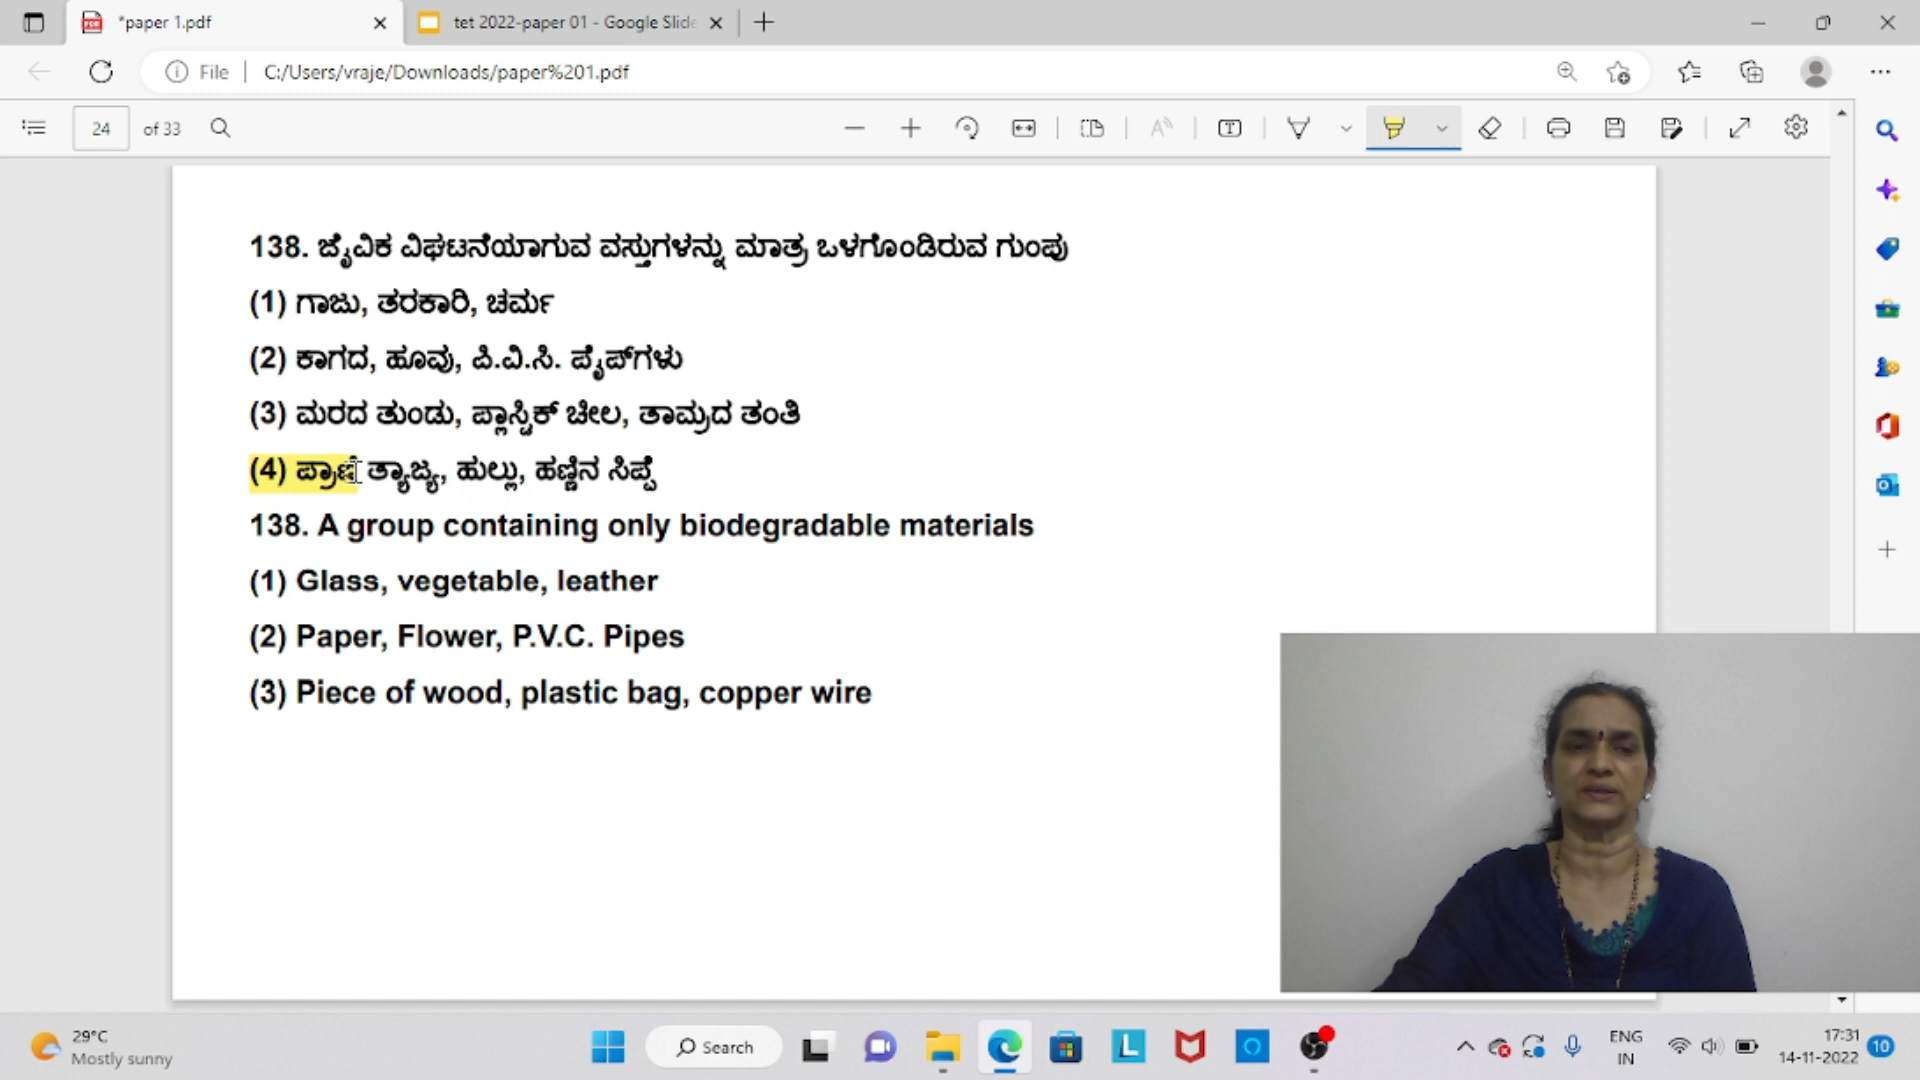 *paper 1.pdf
tet 2022-paper 01 - Google Slide
File
C:/Users/vraje/Downloads/paper%201.pdf
24 of 33
138. ಜೈವಿಕ ವಿಘಟನೆಯಾಗುವ ವಸ್ತುಗಳನ್ನು ಮಾತ್ರ ಒಳಗೊಂಡಿರುವ ಗುಂಪು
(1) ಗಾಜು, ತರಕಾರಿ, ಚರ್ಮ
(2) ಕಾಗದ, ಹೂವು, ಪಿ.ವಿ.ಸಿ. ಪೈಪ್‌ಗಳು
(3) ಮರದ ತುಂಡು, ಪ್ಲಾಸ್ಟಿಕ್ ಚೀಲ, ತಾಮ್ರದ ತಂತಿ
(4) ಪ್ರಾಣಿ ತ್ಯಾಜ್ಯ, ಹುಲ್ಲು, ಹಣ್ಣಿನ ಸಿಪ್ಪೆ
138. A group containing only biodegradable materials
(1) Glass, vegetable, leather
(2) Paper, Flower, P.V.C. Pipes
(3) Piece of wood, plastic bag, copper wire
29°C
Mostly sunny
Search
ENG
IN
17:31
14-11-2022
10